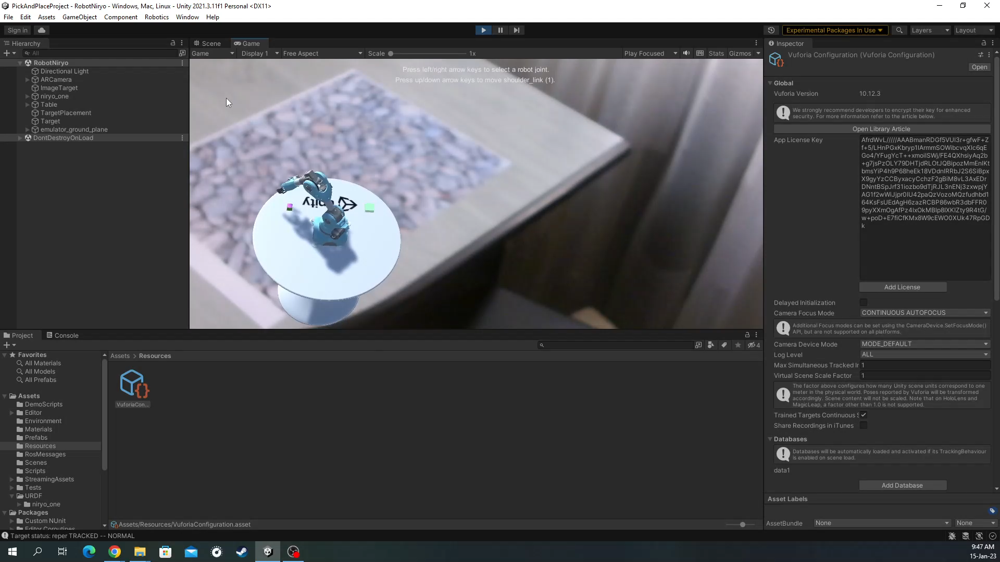 PickAndPlaceProject - RobotNiryo - Windows, Mac, Linux - Unity 2021.3.11f1 Personal <DX11>
File Edit Assets GameObject Component Robotics Window Help
Sign in
Experimental Packages In Use
Layers
Layout
Hierarchy
All
RobotNiryo
Directional Light
ARCamera
ImageTarget
niryo_one
Table
TargetPlacement
Target
emulator_ground_plane
DontDestroyOnLoad
Scene
Game
Game
Display 1
Free Aspect
Scale
1x
Play Focused
Stats
Gizmos
Press left/right arrow keys to select a robot joint.
Press up/down arrow keys to move shoulder_link (1).
Inspector
Vuforia Configuration (Vuforia Configuration)
Open
Global
Vuforia Version 10.12.3
We strongly recommend developers to encrypt their key for enhanced
security. For more information refer to the article below.
Open Library Article
App License Key
Add License
Delayed Initialization
Camera Focus Mode CONTINUOUS AUTOFOCUS
Additional Focus modes can be set using the CameraDevice.SetFocusMode()
API, but are not supported on all platforms.
Camera Device Mode MODE_DEFAULT
Log Level ALL
Max Simultaneous Tracked Ir 1
Virtual Scene Scale Factor 1
The factor above configures how many Unity scene units correspond to one
meter in the physical world. Poses reported by Vuforia will be transformed
accordingly. Scene content will not be scaled. Note that on HoloLens and
MagicLeap, a factor other than 1.0 is not supported.
Trained Targets Continuous S
Share Recordings in iTunes
Databases
Databases will be automatically loaded and activated if its TrackingBehaviour
is enabled on scene load.
data1
Add Database
Asset Labels
AssetBundle None None
Project
Console
4
Favorites
All Materials
All Models
All Prefabs
Assets
DemoScripts
Editor
Environment
Materials
Prefabs
Resources
RosMessages
Scenes
Scripts
StreamingAssets
Tests
URDF
niryo_one
Packages
Custom NUnit
Editor Coroutines
Assets > Resources
VuforiaCon...
Assets/Resources/VuforiaConfiguration.asset
Target status: reper TRACKED -- NORMAL
9:47 AM
15-Jan-23